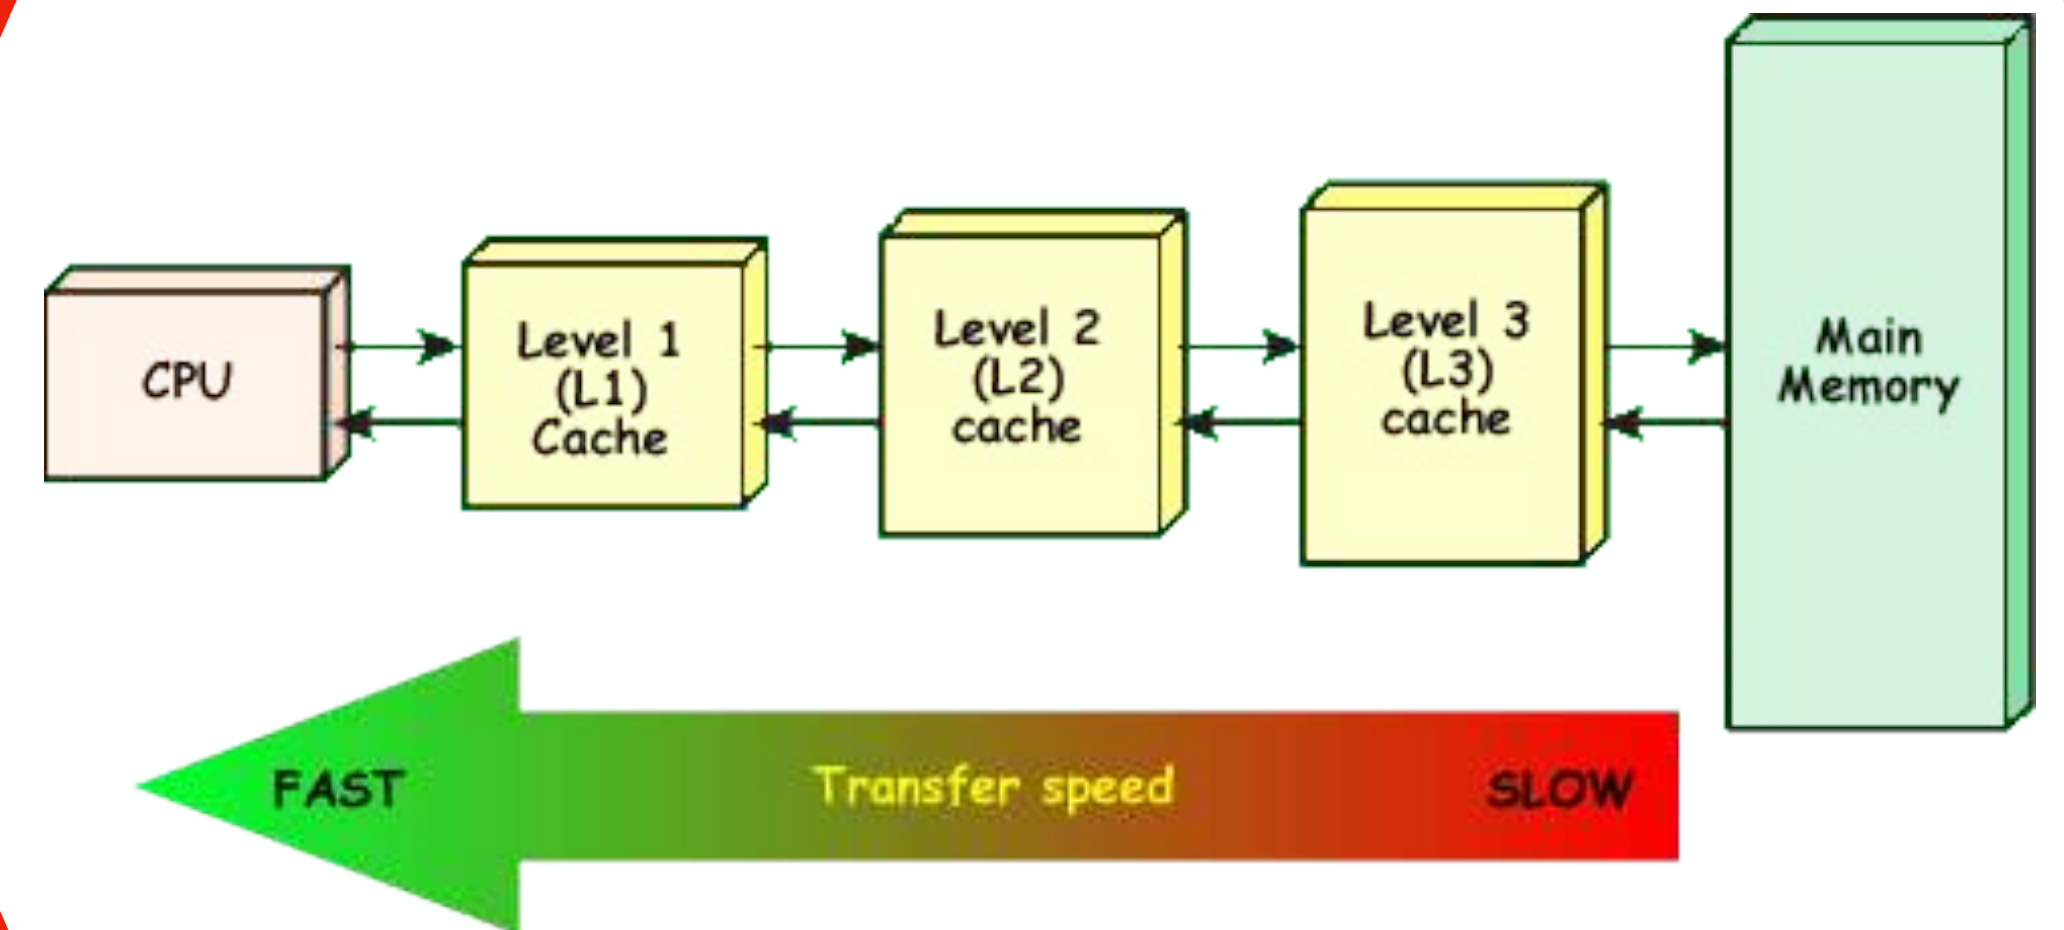 CPU
Level 1
(L1)
Cache
Level 2
(L2)
cache
Level 3
(L3)
cache
Main
Memory
FAST
Transfer speed
SLOW